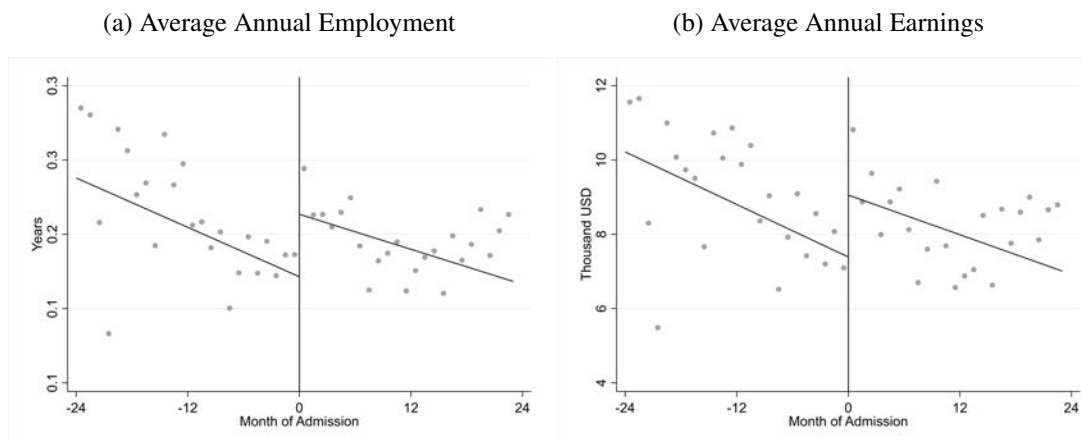 (a) Average Annual Employment
(b) Average Annual Earnings
0.3
0.3
0.2
0.1
0.1
Years
-24 -12 0 12 24
Month of Admission
12
10
8
6
4
Thousand USD
-24 -12 0 12 24
Month of Admission